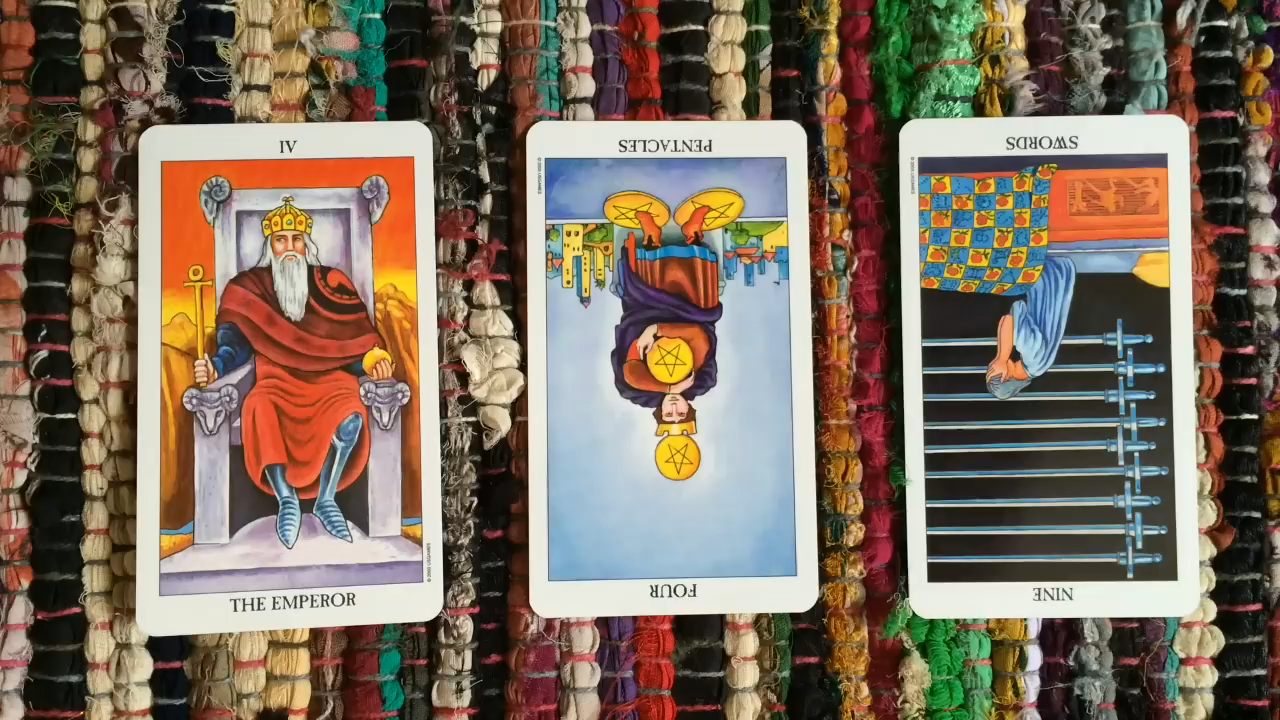 IV
THE EMPEROR
PENTACLES
FOUR
SWORDS
NINE